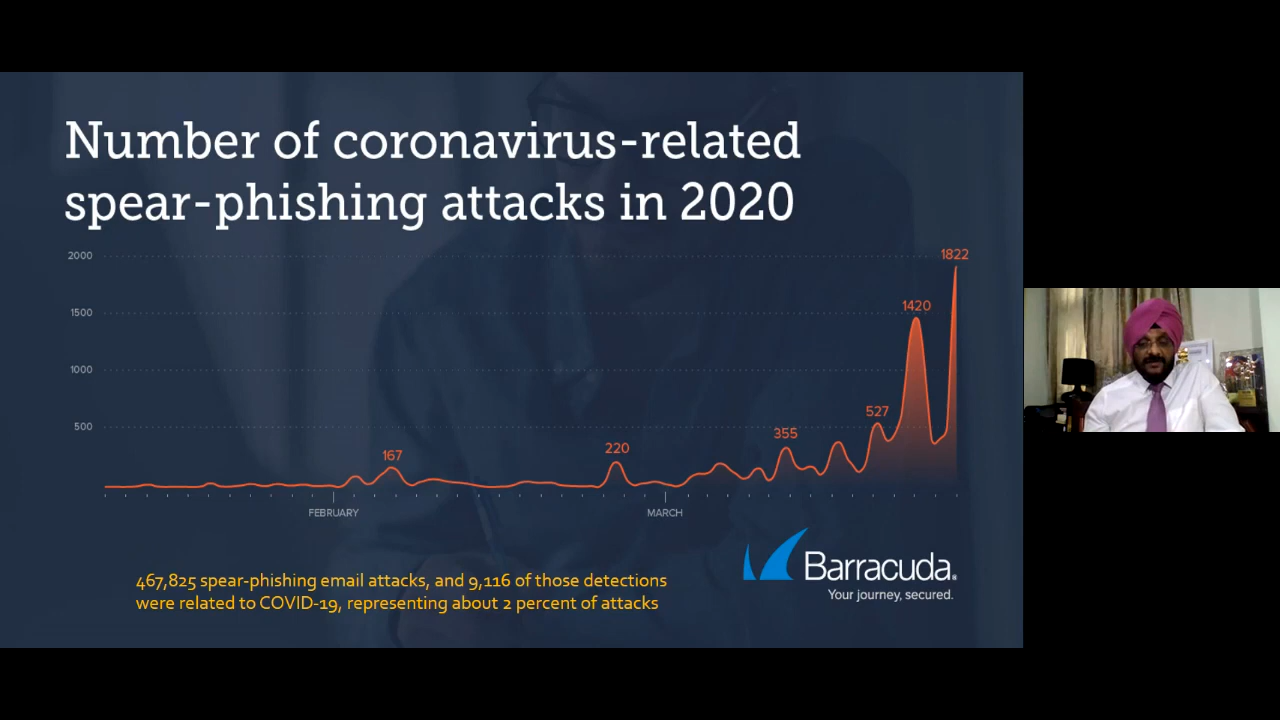 Number of coronavirus-related
spear-phishing attacks in 2020
2000
1822
1500
1420
1000
500
527
355
220
167
FEBRUARY
MARCH
Barracuda®
Your journey, secured.
467,825 spear-phishing email attacks, and 9,116 of those detections
were related to COVID-19, representing about 2 percent of attacks